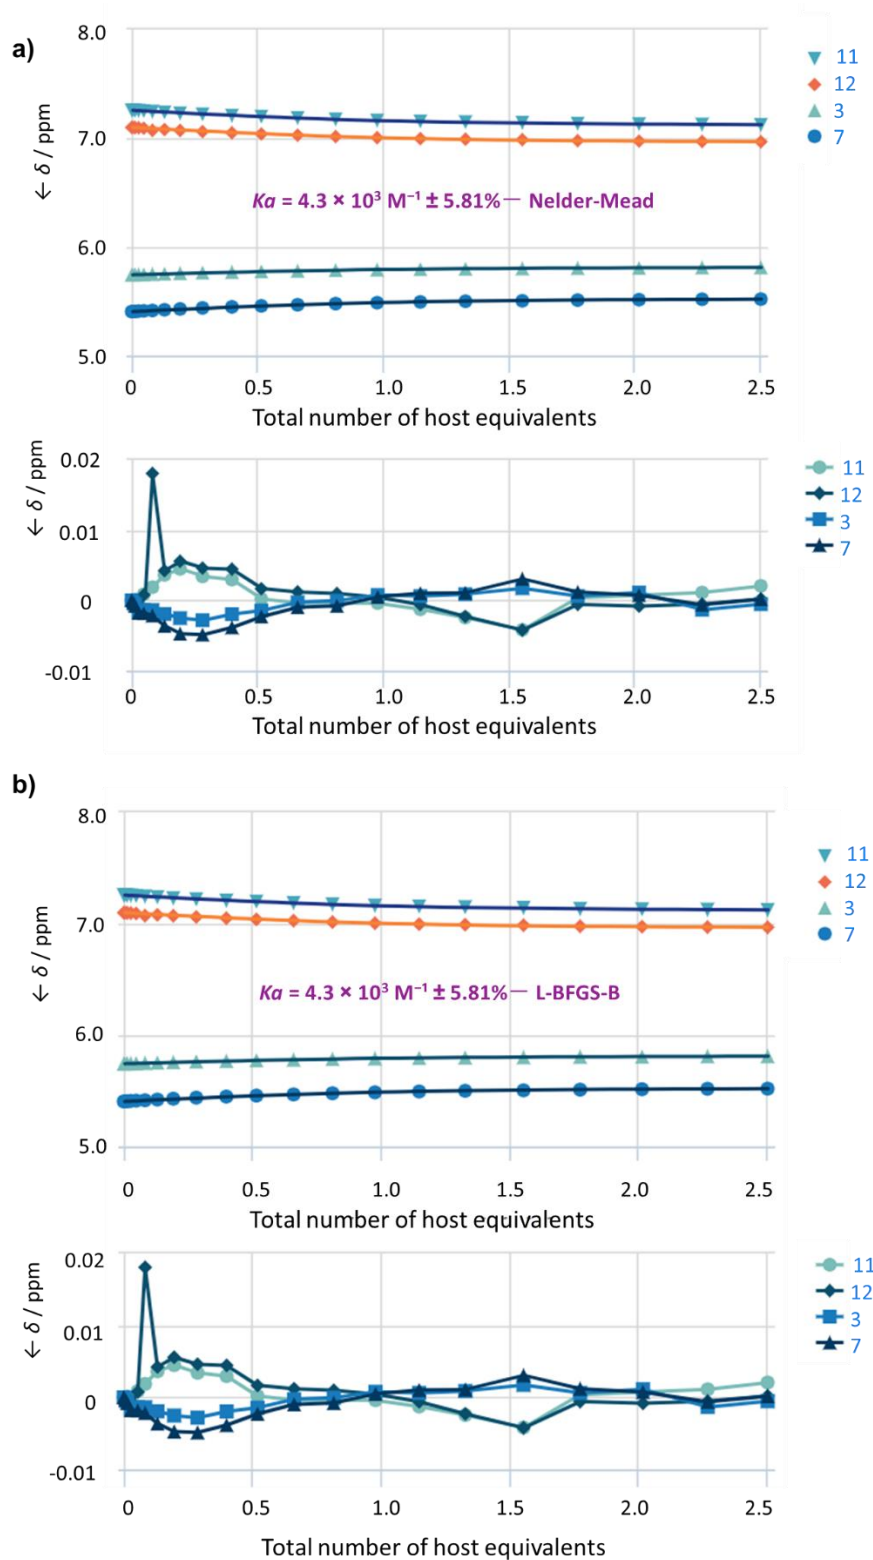 a)
8.0
7.0
6.0
5.0
← δ / ppm
11
12
3
7
Ka = 4.3 × 10³ M⁻¹ ± 5.81%— Nelder-Mead
0 0.5 1.0 1.5 2.0 2.5
Total number of host equivalents
0.02
0.01
0
-0.01
← δ / ppm
11
12
3
7
0 0.5 1.0 1.5 2.0 2.5
Total number of host equivalents
b)
8.0
7.0
6.0
5.0
← δ / ppm
11
12
3
7
Ka = 4.3 × 10³ M⁻¹ ± 5.81%— L-BFGS-B
0 0.5 1.0 1.5 2.0 2.5
Total number of host equivalents
0.02
0.01
0
-0.01
← δ / ppm
11
12
3
7
0 0.5 1.0 1.5 2.0 2.5
Total number of host equivalents